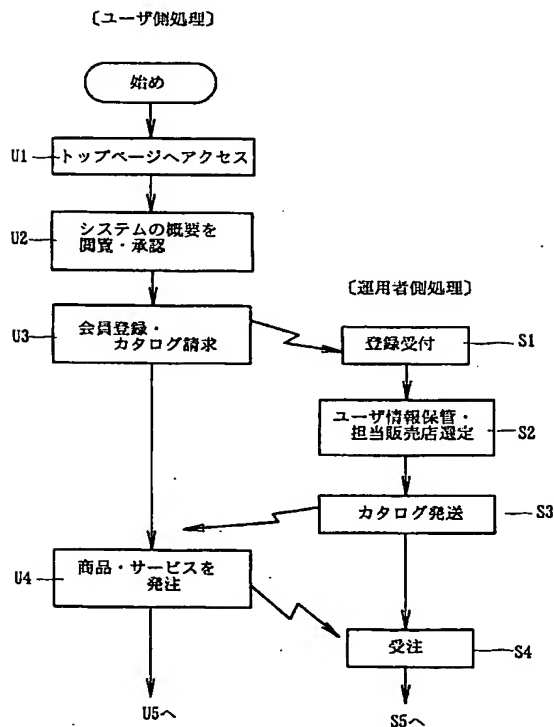 〔ユーザ側処理〕
始め
U1
トップページへアクセス
U2
システムの概要を
閲覧・承認
〔運用者側処理〕
U3
会員登録・
カタログ請求
登録受付
S1
ユーザ情報保管・
担当販売店選定
S2
カタログ発送
S3
U4
商品・サービスを
発注
受注
S4
U5へ
S5へ